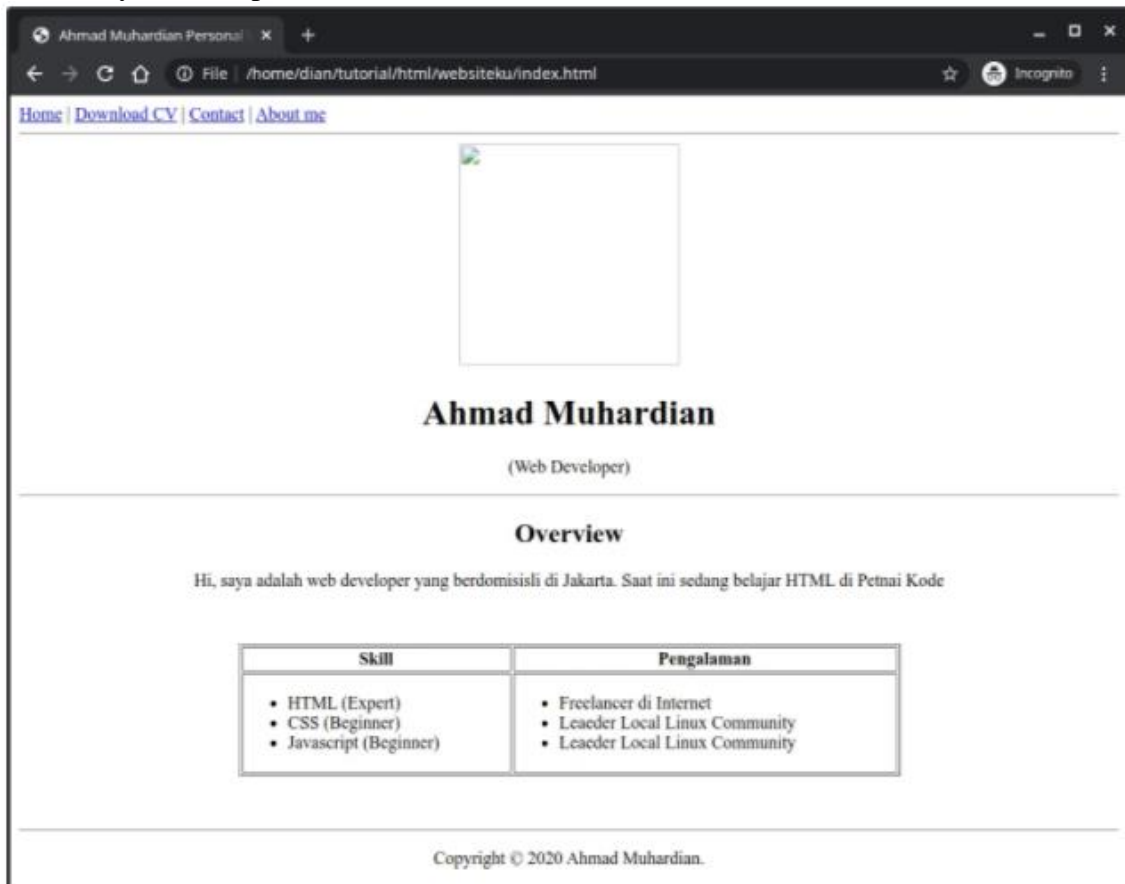 Ahmad Muhardian Personal
File | /home/dian/tutorial/html/websiteku/index.html
Incognito
Home | Download CV | Contact | About me
Ahmad Muhardian
(Web Developer)
Overview
Hi, saya adalah web developer yang berdomisisli di Jakarta. Saat ini sedang belajar HTML di Petnai Kode
Skill
Pengalaman
• HTML (Expert)
• CSS (Beginner)
• Javascript (Beginner)
• Freelancer di Internet
• Leaeder Local Linux Community
• Leaeder Local Linux Community
Copyright © 2020 Ahmad Muhardian.